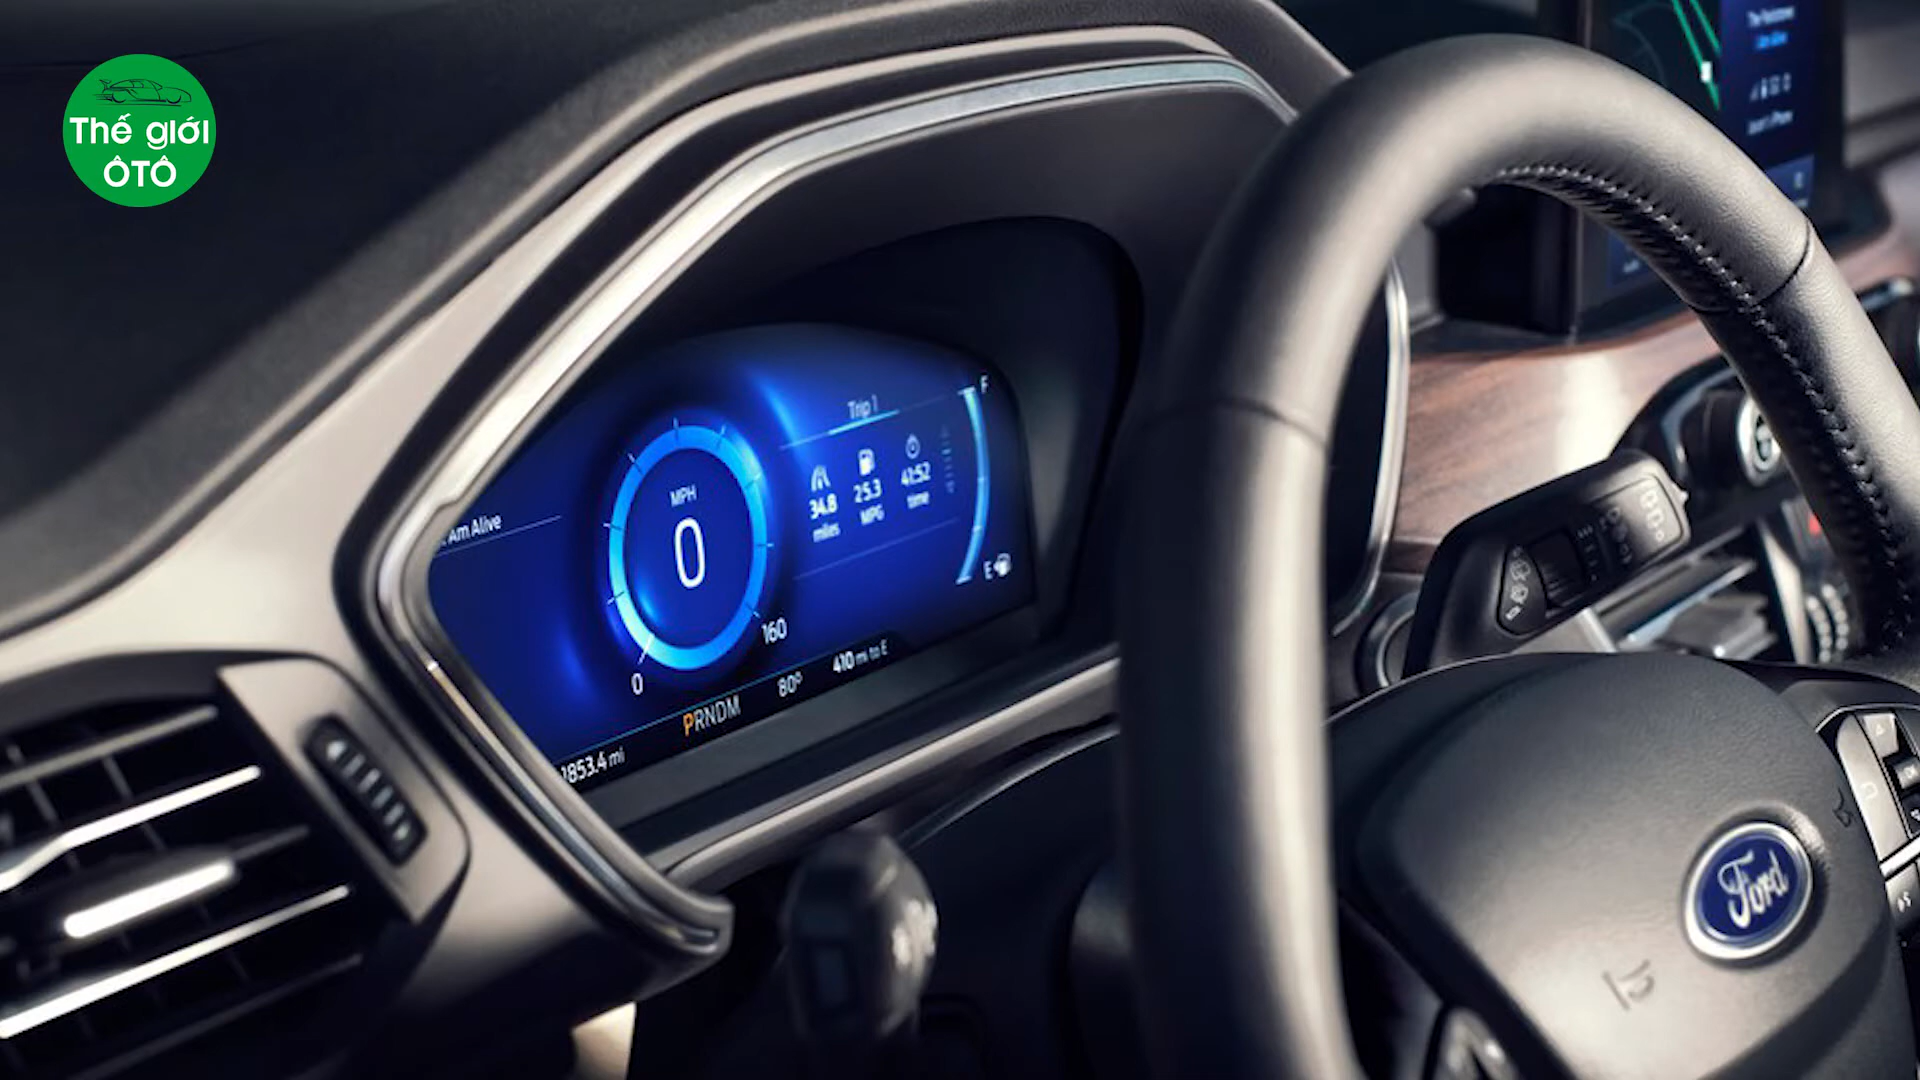 Thế giới
ÔTÔ
Am Alive
MPH
0
0
160
Trip 1
34.8
miles
25.3
MPG
41:52
time
F
E
PRNDM
80°
410 mi to E
853.4 mi
Ford